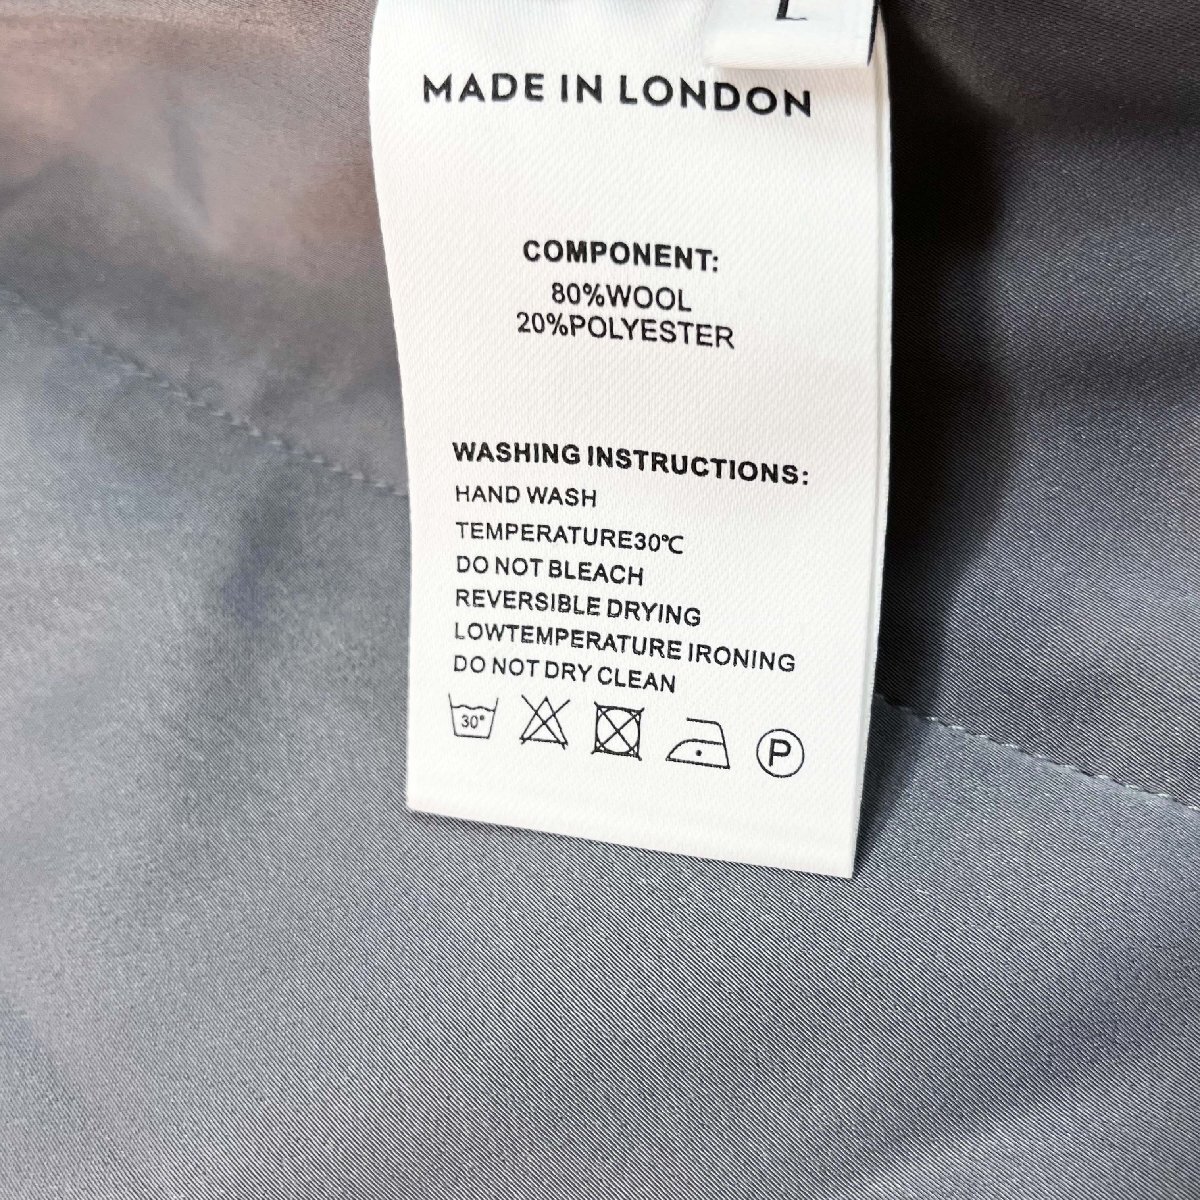 L
MADE IN LONDON
COMPONENT:
80%WOOL
20%POLYESTER
WASHING INSTRUCTIONS:
HAND WASH
TEMPERATURE30℃
DO NOT BLEACH
REVERSIBLE DRYING
LOWTEMPERATURE IRONING
DO NOT DRY CLEAN
30° P